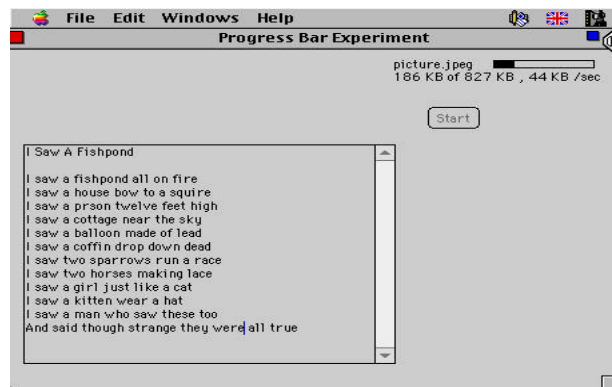 File Edit Windows Help
Progress Bar Experiment
picture.jpeg
186 KB of 827 KB , 44 KB /sec
Start
I Saw A Fishpond
I saw a fishpond all on fire
I saw a house bow to a squire
I saw a prson twelve feet high
I saw a cottage near the sky
I saw a balloon made of lead
I saw a coffin drop down dead
I saw two sparrows run a race
I saw two horses making lace
I saw a girl just like a cat
I saw a kitten wear a hat
I saw a man who saw these too
And said though strange they were all true